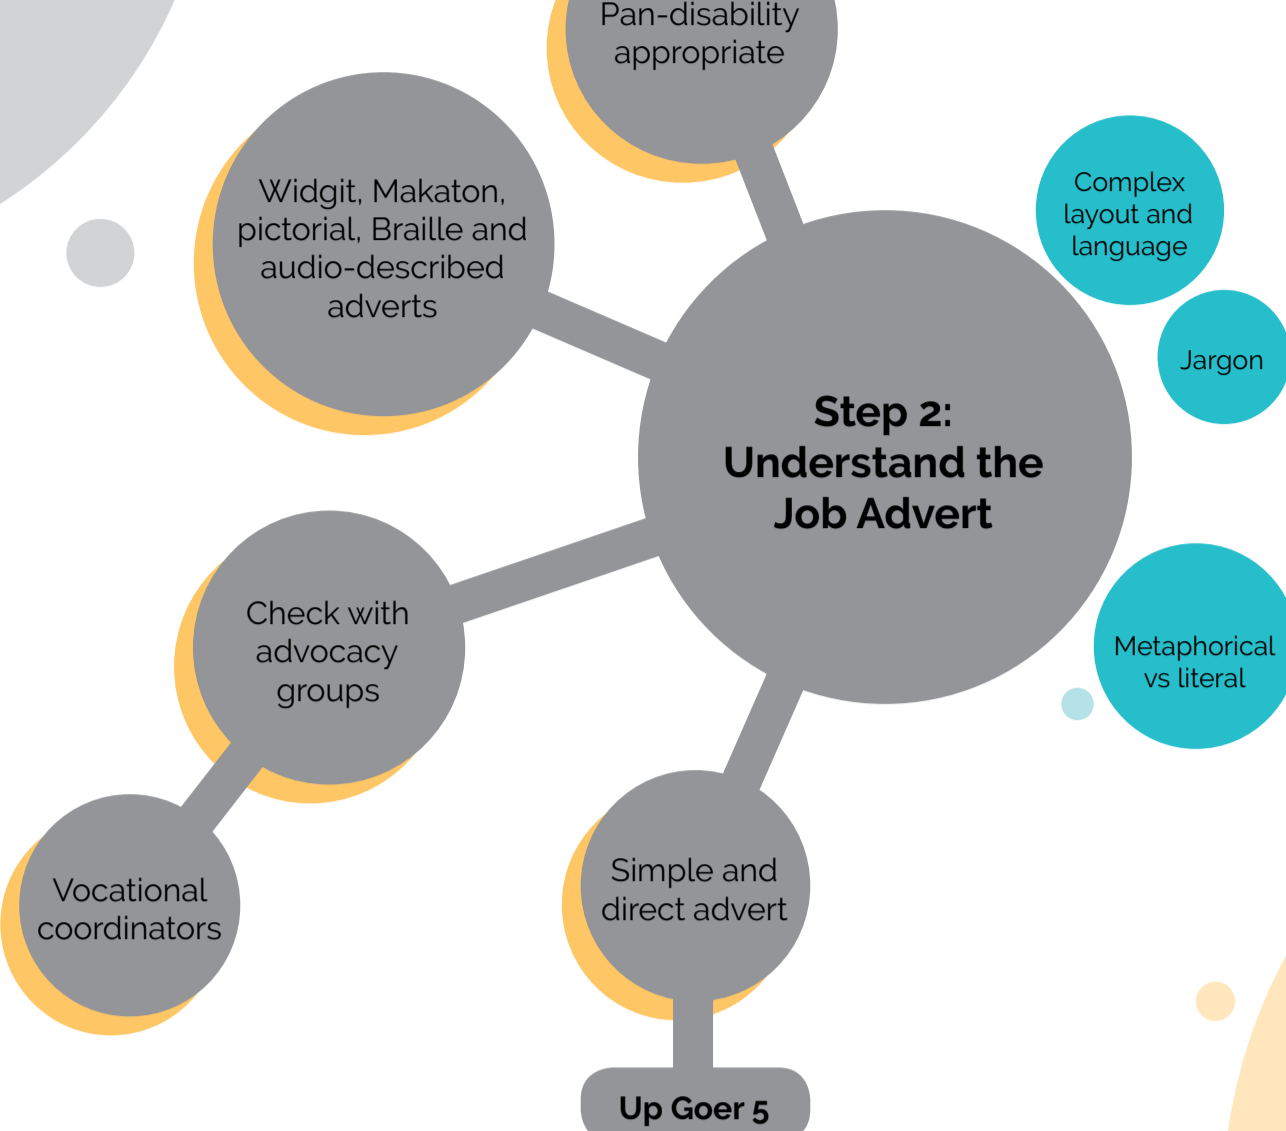 Pan-disability
appropriate
Widgit, Makaton,
pictorial, Braille and
audio-described
adverts
Complex
layout and
language
Jargon
Step 2:
Understand the
Job Advert
Check with
advocacy
groups
Metaphorical
vs literal
Vocational
coordinators
Simple and
direct advert
Up Goer 5